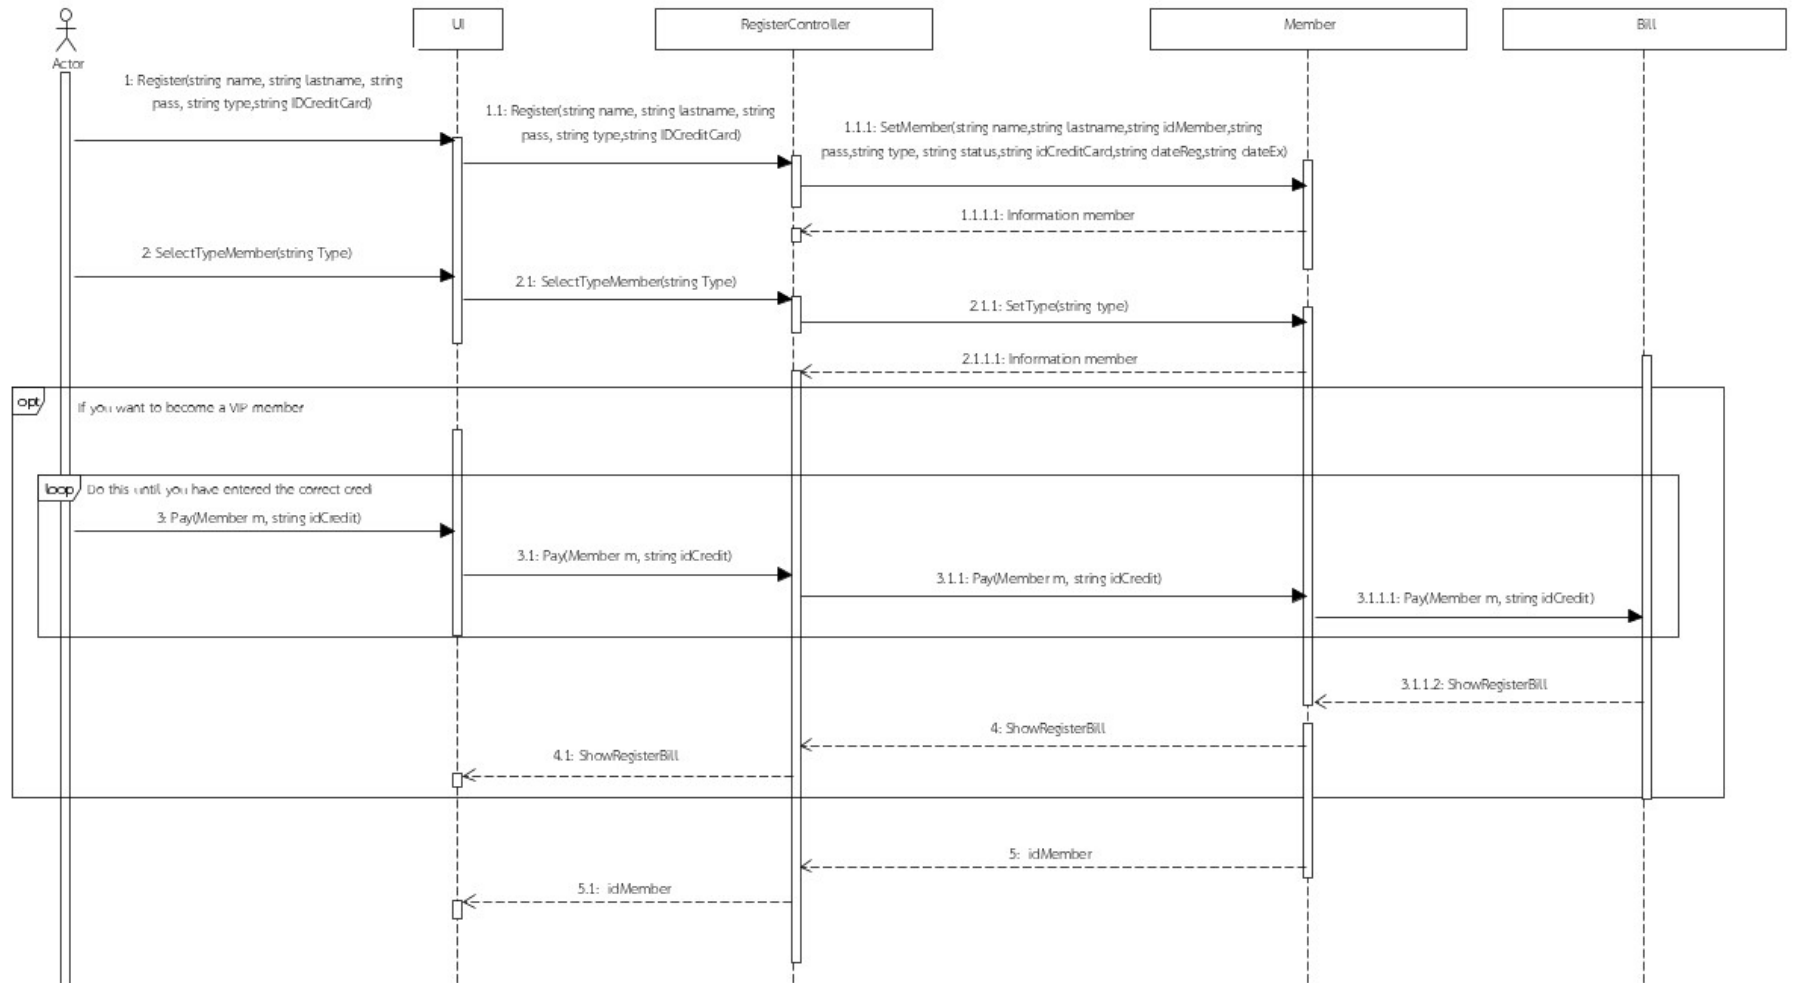 Actor
UI
RegisterController
Member
Bill
1: Register(string name, string lastname, string
pass, string type,string IDCreditCard)
1.1: Register(string name, string lastname, string
pass, string type,string IDCreditCard)
1.1.1: SetMember(string name,string lastname,string idMember,string
pass,string type, string status,string idCreditCard,string dateReg,string dateEx)
1.1.1.1: Information member
2: SelectTypeMember(string Type)
2.1: SelectTypeMember(string Type)
2.1.1: SetType(string type)
2.1.1.1: Information member
opt
If you want to become a VIP member
loop
Do this until you have entered the correct credi
3: Pay(Member m, string idCredit)
3.1: Pay(Member m, string idCredit)
3.1.1: Pay(Member m, string idCredit)
3.1.1.1: Pay(Member m, string idCredit)
3.1.1.2: ShowRegisterBill
4: ShowRegisterBill
4.1: ShowRegisterBill
5: idMember
5.1: idMember